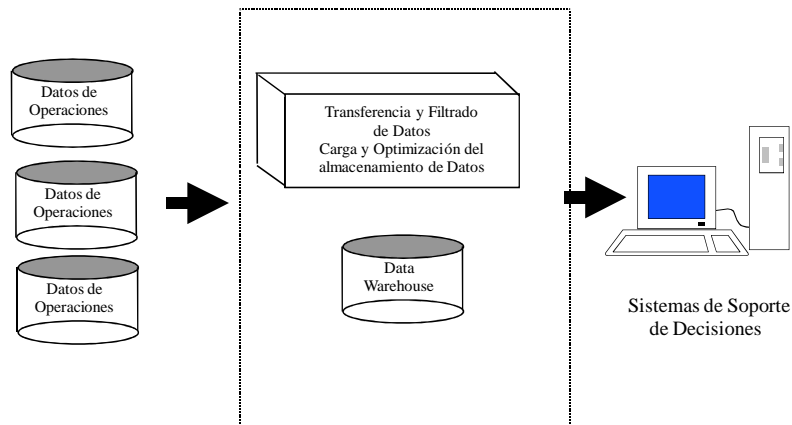 Datos de
Operaciones
Datos de
Operaciones
Datos de
Operaciones
Transferencia y Filtrado
de Datos
Carga y Optimización del
almacenamiento de Datos
Data
Warehouse
Sistemas de Soporte
de Decisiones